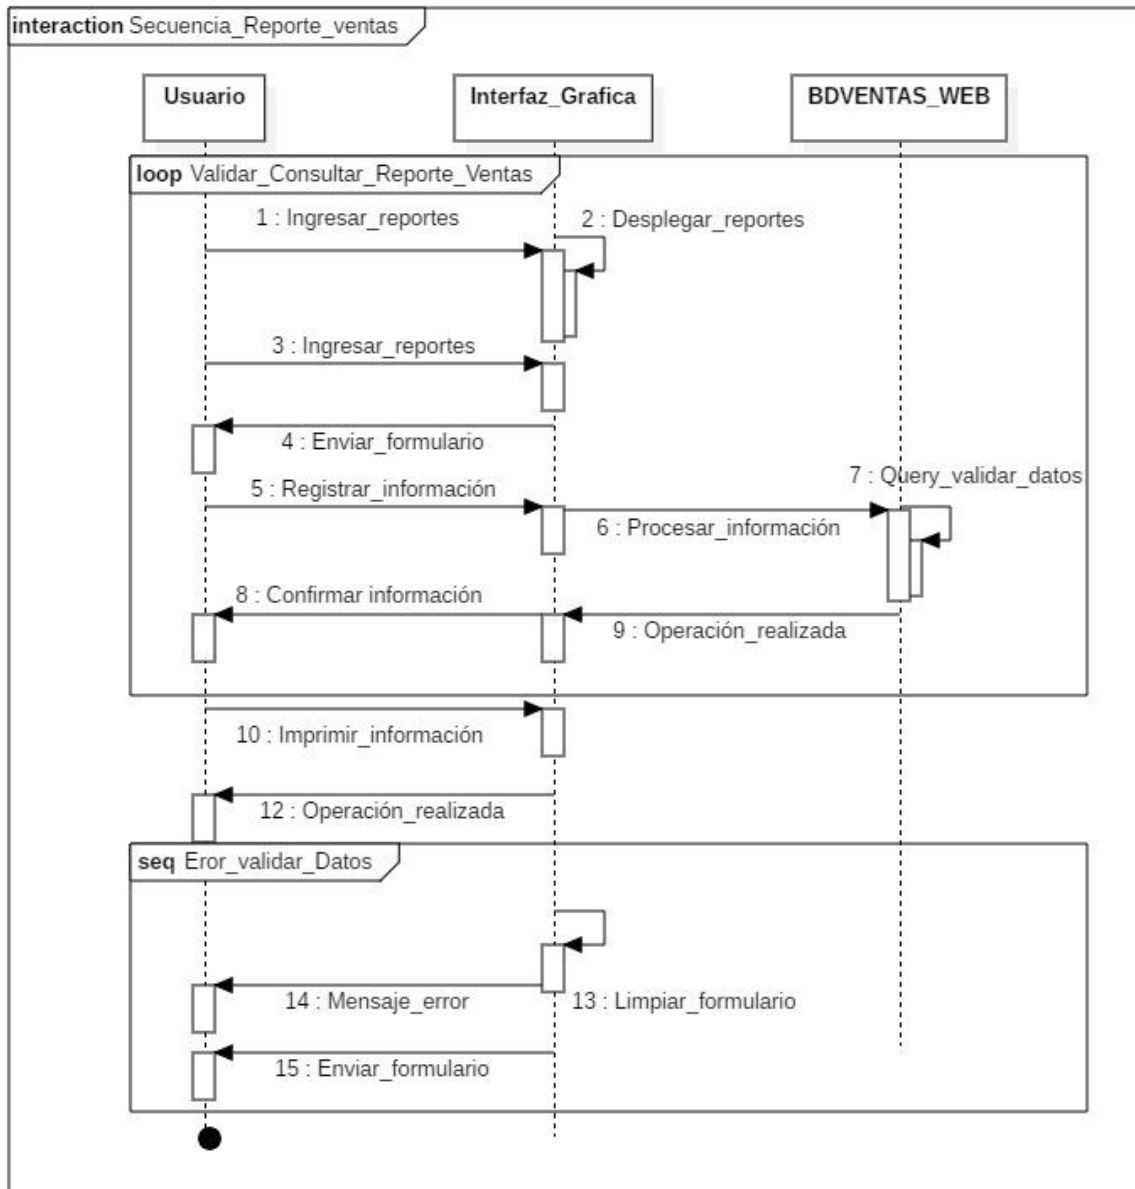 interaction Secuencia_Reporte_ventas
Usuario
Interfaz_Grafica
BDVENTAS_WEB
loop Validar_Consultar_Reporte_Ventas
1 : Ingresar_reportes
2 : Desplegar_reportes
3 : Ingresar_reportes
4 : Enviar_formulario
7 : Query_validar_datos
5 : Registrar_información
6 : Procesar_información
8 : Confirmar información
9 : Operación_realizada
10 : Imprimir_información
12 : Operación_realizada
seq Eror_validar_Datos
14 : Mensaje_error
13 : Limpiar_formulario
15 : Enviar_formulario